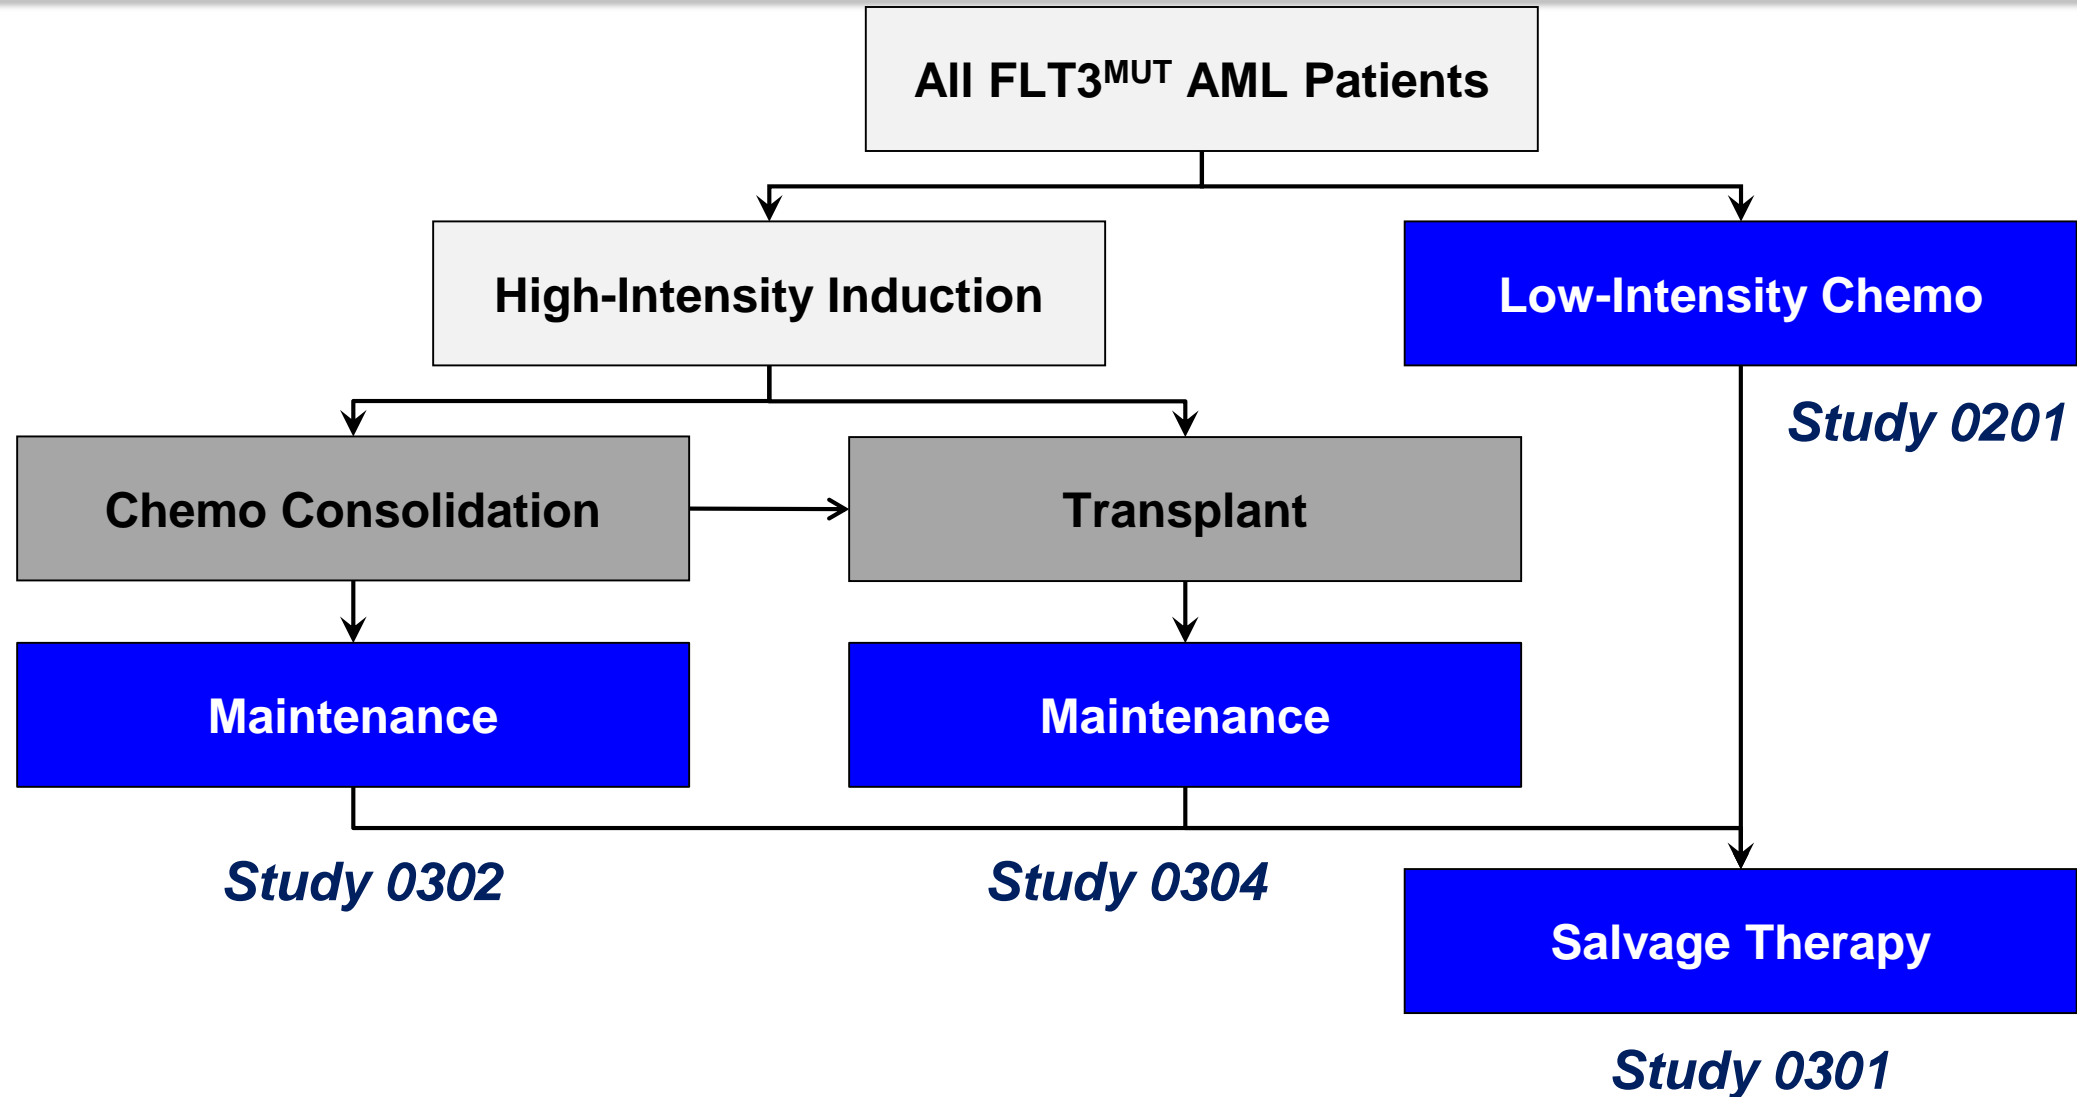 All FLT3ᴹᵁᵀ AML Patients
High-Intensity Induction
Low-Intensity Chemo
Study 0201
Chemo Consolidation
Transplant
Maintenance
Maintenance
Study 0302
Study 0304
Salvage Therapy
Study 0301